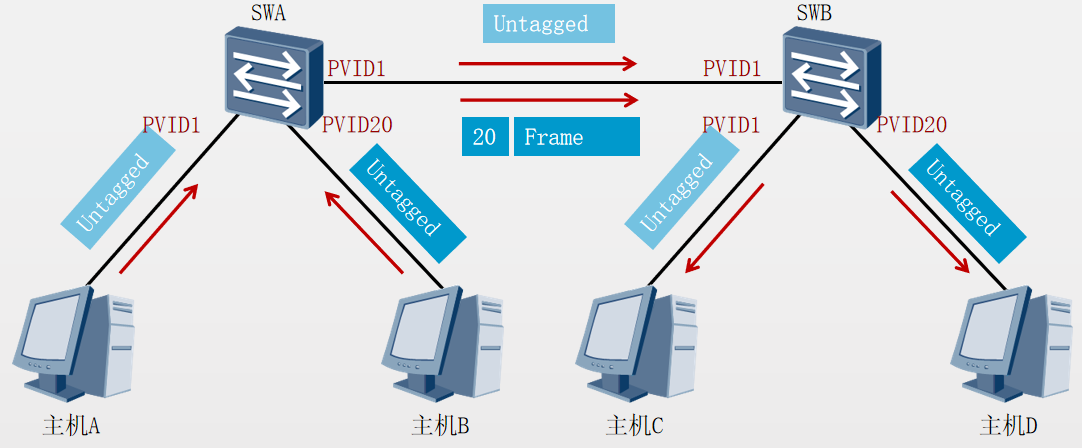 SWA
SWB
Untagged
PVID1
PVID1
20 Frame
PVID1
PVID20
PVID1
PVID20
Untagged
Untagged
Untagged
Untagged
主机A
主机B
主机C
主机D